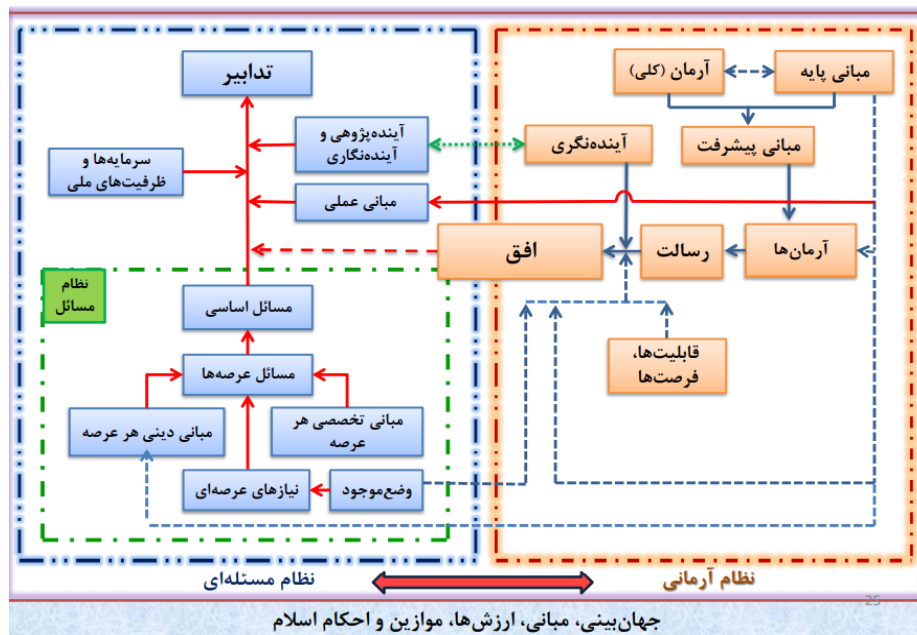 مبانی پایه
آرمان (کلی)
مبانی پیشرفت
آینده‌نگری
آرمان‌ها
رسالت
افق
قابلیت‌ها،
فرصت‌ها
نظام آرمانی
تدابیر
آینده‌پژوهی و
آینده‌نگاری
سرمایه‌ها و
ظرفیت‌های ملی
مبانی عملی
نظام
مسائل
مسائل اساسی
مسائل عرصه‌ها
مبانی تخصصی هر
عرصه
مبانی دینی هر عرصه
وضع‌موجود
نیازهای عرصه‌ای
نظام مسئله‌ای
25
جهان‌بینی، مبانی، ارزش‌ها، موازین و احکام اسلام